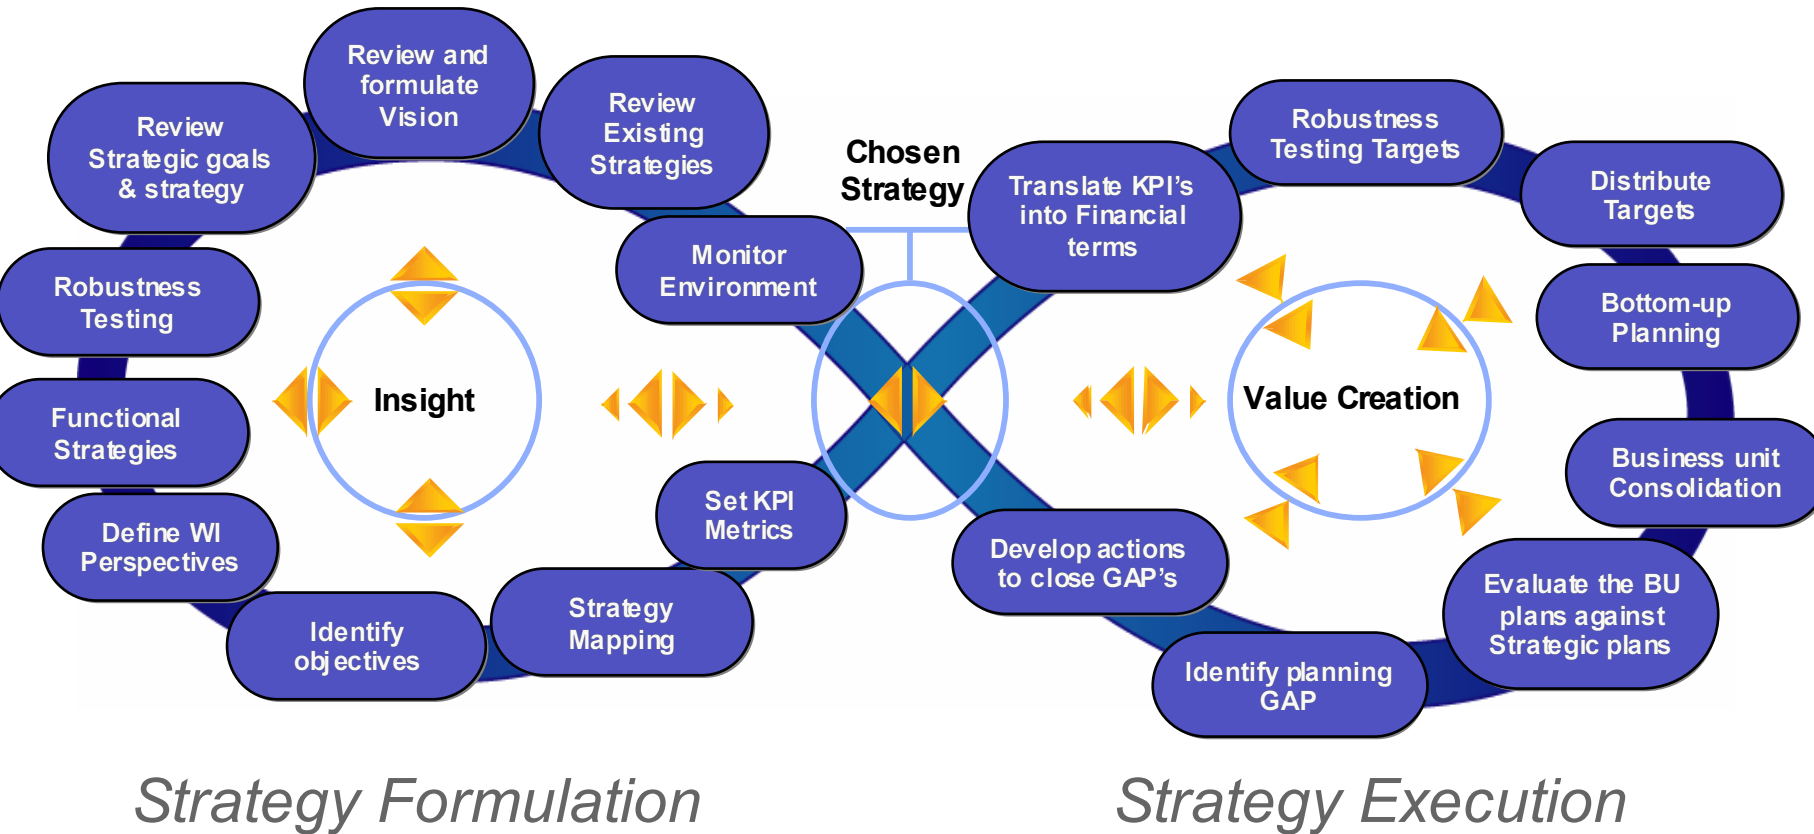 Review and
formulate
Vision
Review
Existing
Strategies
Review
Strategic goals
& strategy
Monitor
Environment
Robustness
Testing
Insight
Functional
Strategies
Define WI
Perspectives
Identify
objectives
Strategy
Mapping
Set KPI
Metrics
Chosen
Strategy
Translate KPI's
into Financial
terms
Robustness
Testing Targets
Distribute
Targets
Bottom-up
Planning
Value Creation
Business unit
Consolidation
Evaluate the BU
plans against
Strategic plans
Identify planning
GAP
Develop actions
to close GAP's
Strategy Formulation
Strategy Execution